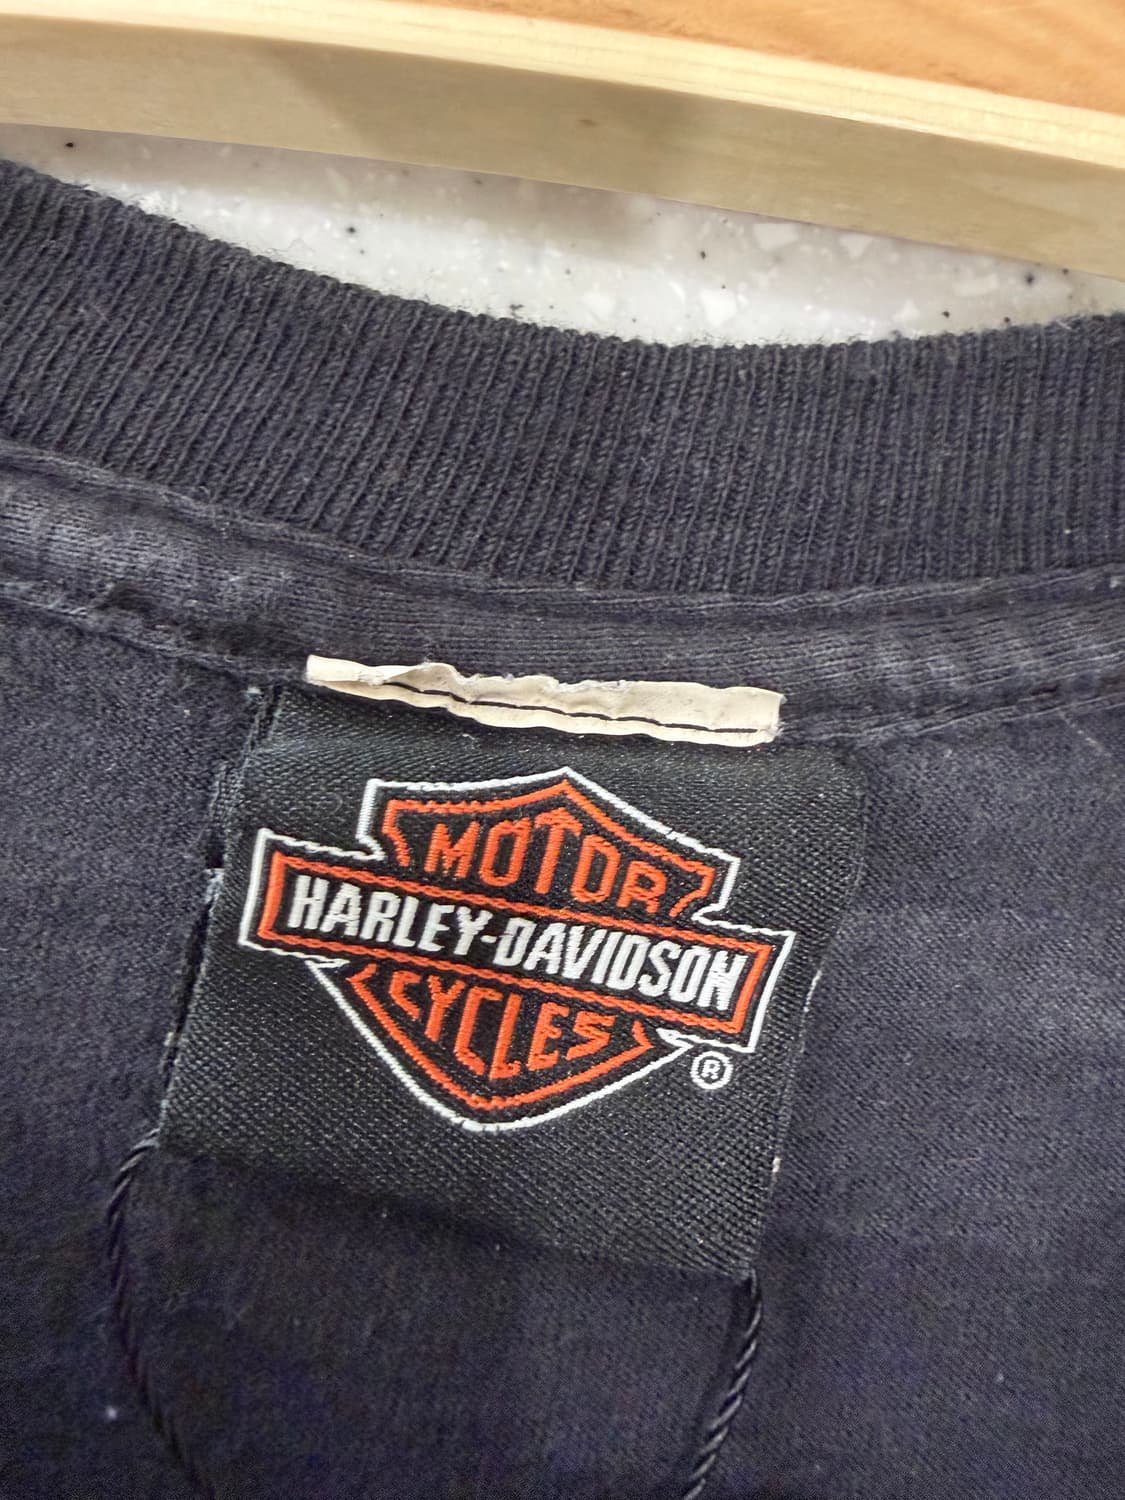 MOTOR
HARLEY-DAVIDSON
CYCLES
®